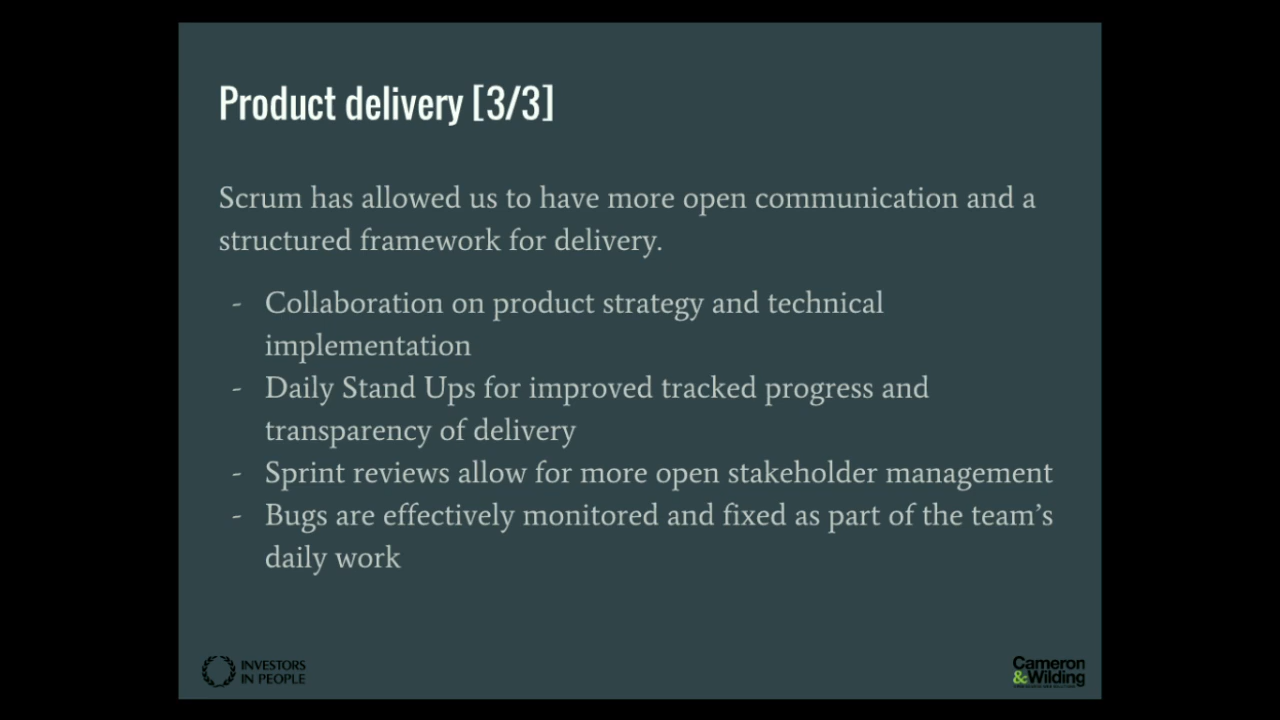 Product delivery [3/3]
Scrum has allowed us to have more open communication and a
structured framework for delivery.
- Collaboration on product strategy and technical
implementation
- Daily Stand Ups for improved tracked progress and
transparency of delivery
- Sprint reviews allow for more open stakeholder management
- Bugs are effectively monitored and fixed as part of the team’s
daily work
INVESTORS
IN PEOPLE
Cameron
&Wilding